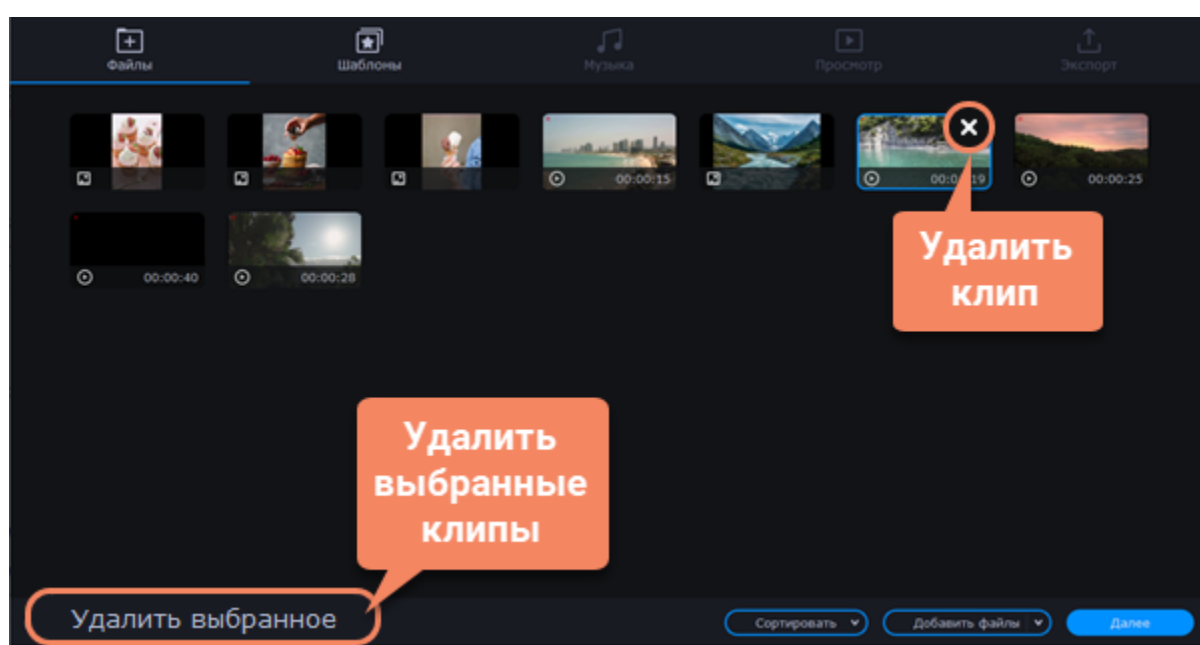 Файлы
Шаблоны
Музыка
Просмотр
Экспорт
00:00:15
00:00:25
Удалить
клип
00:00:40
00:00:28
Удалить
выбранные
клипы
Удалить выбранное
Сортировать
Добавить файлы
Далее